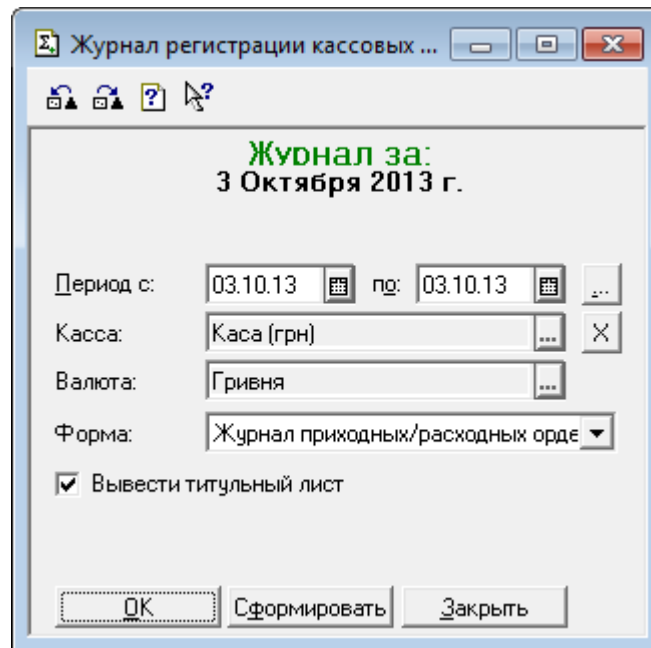 Журнал регистрации кассовых ...
Журнал за:
3 Октября 2013 г.
Период с: 03.10.13 по: 03.10.13 ...
Касса: Каса (грн) ... X
Валюта: Гривня ...
Форма: Журнал приходных/расходных орде
Вывести титульный лист
OK Сформировать Закрыть